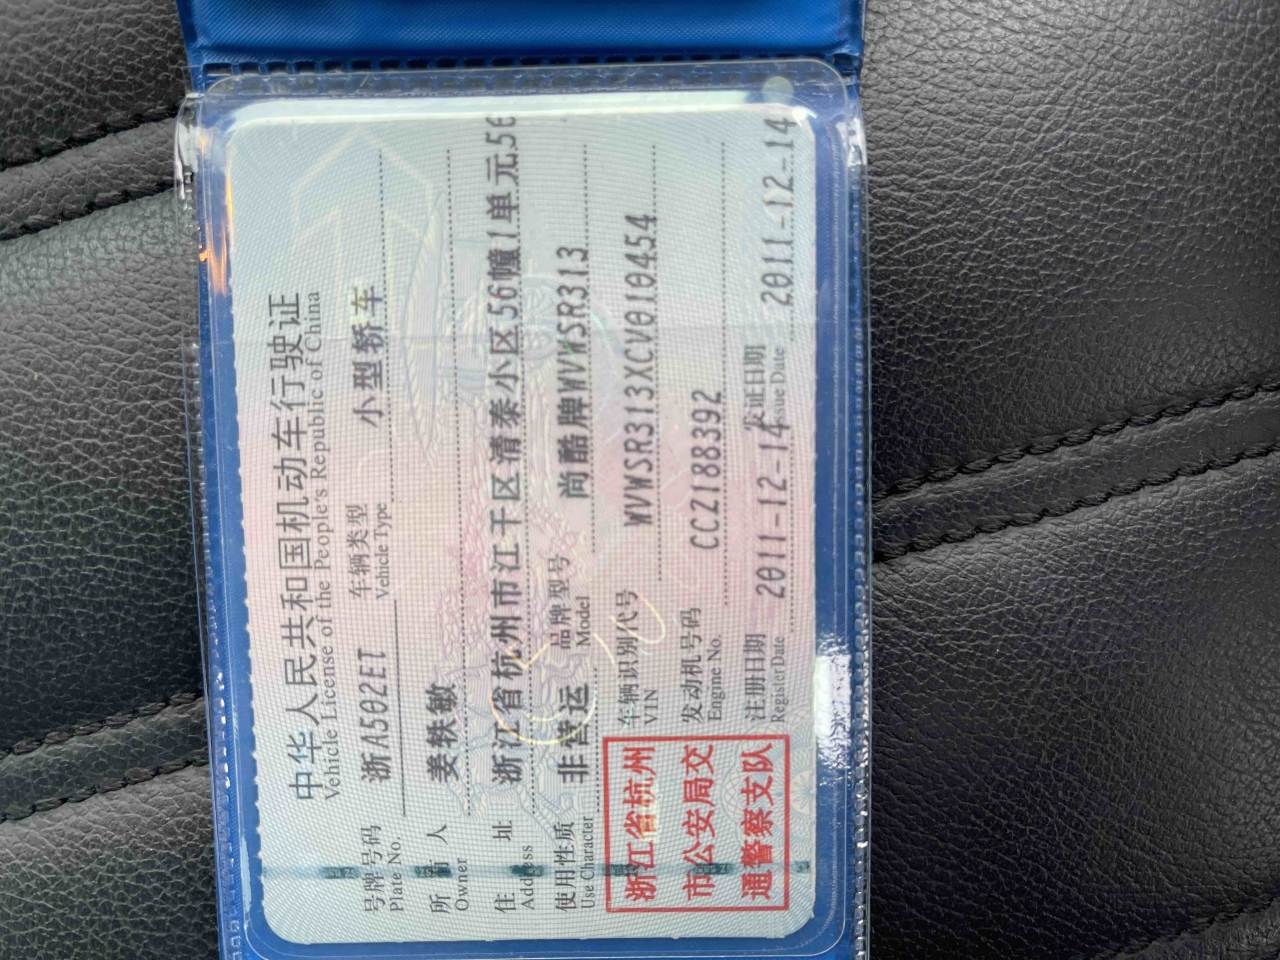 中华人民共和国机动车行驶证
Vehicle License of the People's Republic of China
号牌号码 浙A502ET 车辆类型 小型轿车
Plate No. Vehicle Type
所有人 姜轶敏
Owner
住址 浙江省杭州市江干区清泰小区56幢1单元56
Address
使用性质 非营运 品牌型号 尚酷牌WVWSR313
Use Character Model
浙江省杭州
市公安局交
通警察支队
车辆识别代号 WVWSR313XCV010454
VIN
发动机号码 CCZ188392
Engine No.
注册日期 2011-12-14 发证日期 2011-12-14
Register Date Issue Date